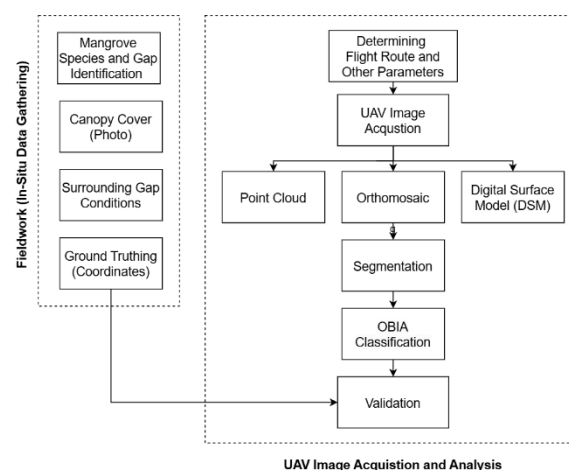 Fieldwork (In-Situ Data Gathering)
Mangrove
Species and Gap
Identification
Canopy Cover
(Photo)
Surrounding Gap
Conditions
Ground Truthing
(Coordinates)
Determining
Flight Route and
Other Parameters
UAV Image
Acqustion
Point Cloud
Orthomosaic
Digital Surface
Model (DSM)
g
Segmentation
OBIA
Classification
Validation
UAV Image Acquistion and Analysis